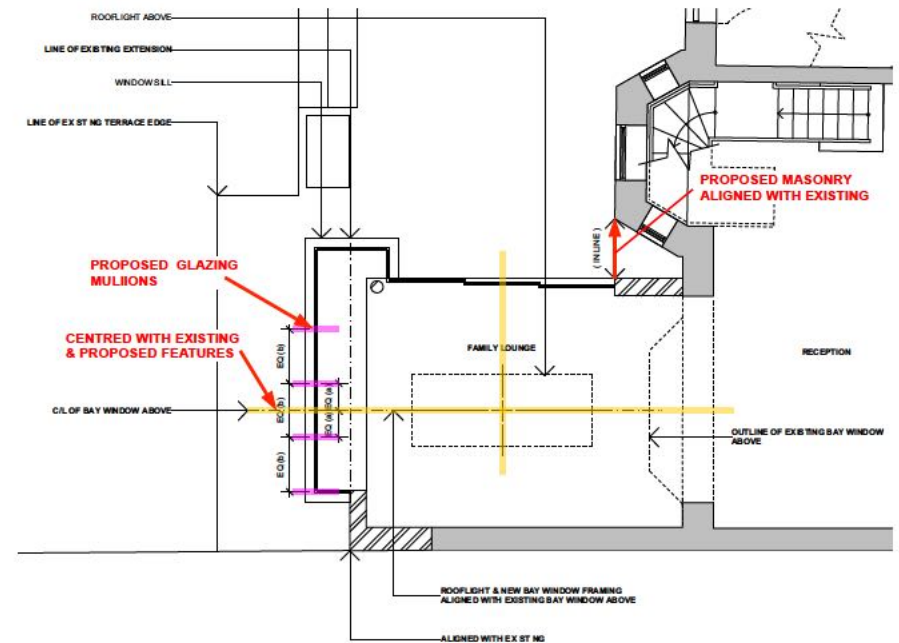 ROOFLIGHT ABOVE
LINE OF EXISTING EXTENSION
WINDOW SILL
LINE OF EX ST NG TERRACE EDGE
PROPOSED MASONRY
ALIGNED WITH EXISTING
( INLINE )
PROPOSED GLAZING
MULIIONS
CENTRED WITH EXISTING
& PROPOSED FEATURES
FAMILY LOUNGE
RECEPTION
EQ (b)
EQ (b)
EQ (b)
EQ (a)
EQ (a)
C/L OF BAY WINDOW ABOVE
OUTLINE OF EXISTING BAY WINDOW
ABOVE
ROOFLIGHT & NEW BAY WINDOW FRAMING
ALIGNED WITH EXISTING BAY WINDOW ABOVE
ALIGNED WITH EX ST NG